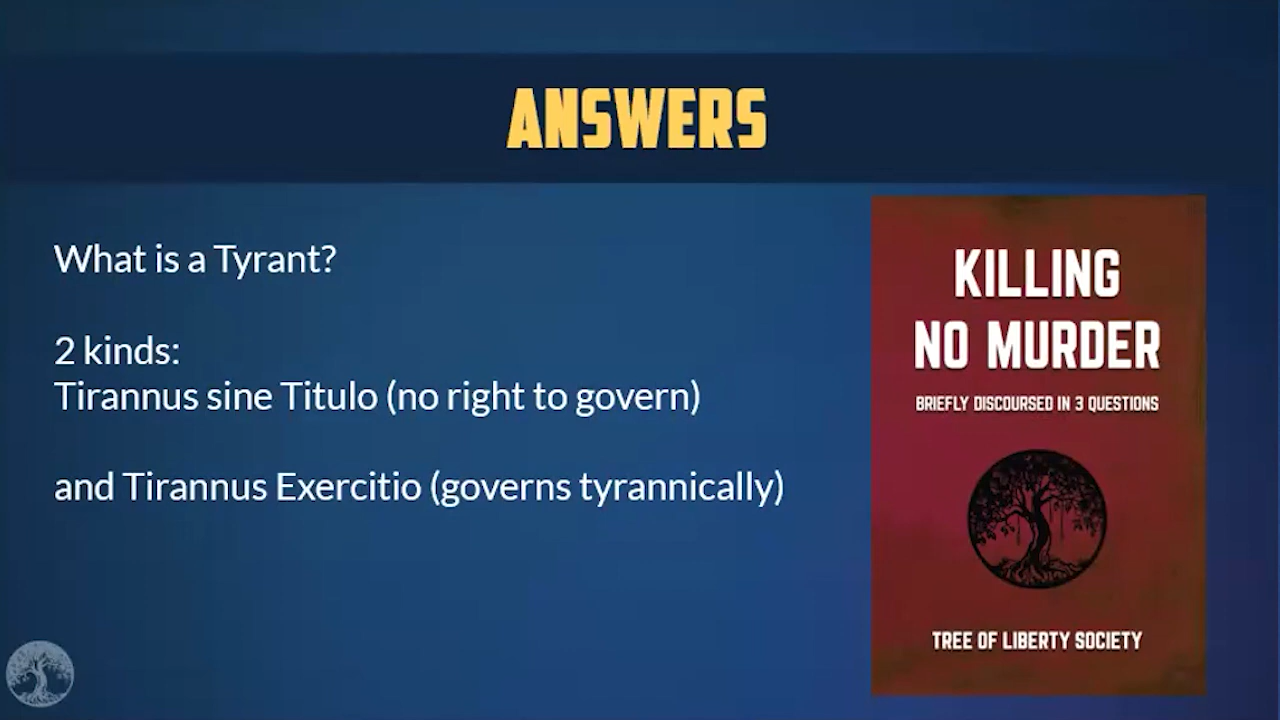 ANSWERS
What is a Tyrant?
2 kinds:
Tirannus sine Titulo (no right to govern)
and Tirannus Exercitio (governs tyrannically)
KILLING
NO MURDER
BRIEFLY DISCOURSED IN 3 QUESTIONS
TREE OF LIBERTY SOCIETY